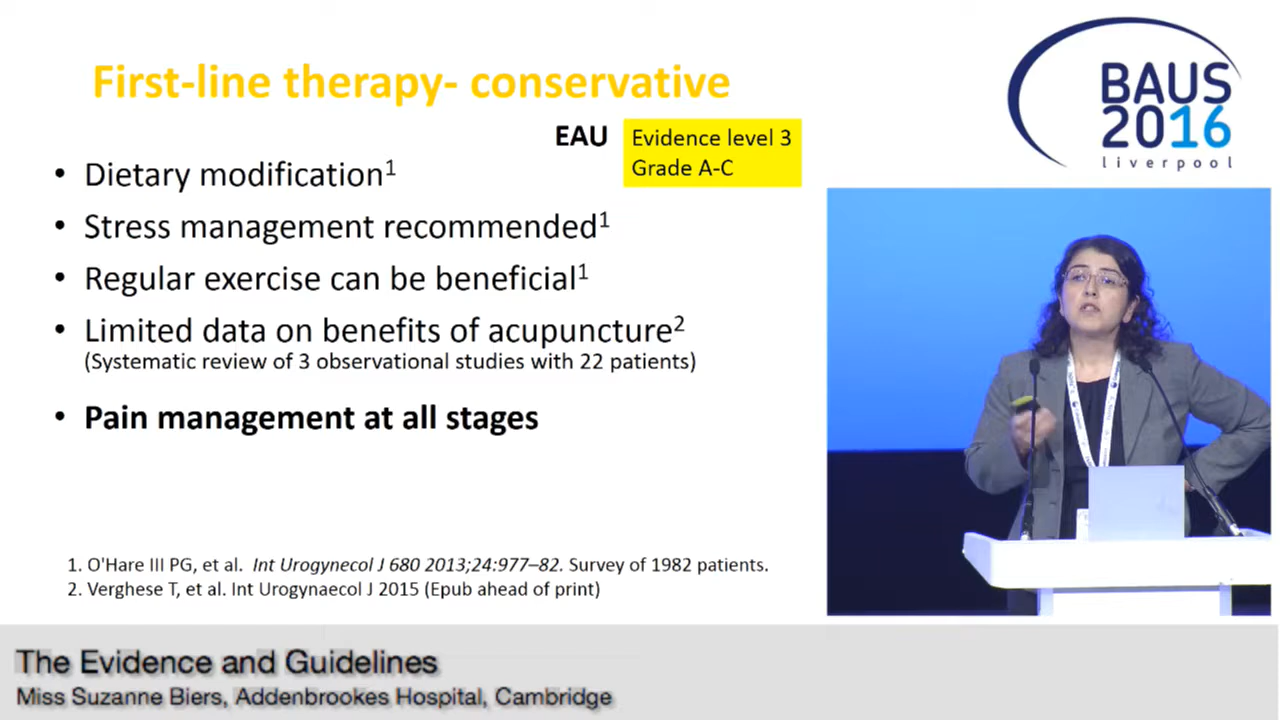 First-line therapy- conservative
BAUS
2016
liverpool
EAU
Evidence level 3
Grade A-C
• Dietary modification1
• Stress management recommended1
• Regular exercise can be beneficial1
• Limited data on benefits of acupuncture2
(Systematic review of 3 observational studies with 22 patients)
• Pain management at all stages
1. O'Hare III PG, et al. Int Urogynecol J 680 2013;24:977–82. Survey of 1982 patients.
2. Verghese T, et al. Int Urogynaecol J 2015 (Epub ahead of print)
The Evidence and Guidelines
Miss Suzanne Biers, Addenbrookes Hospital, Cambridge